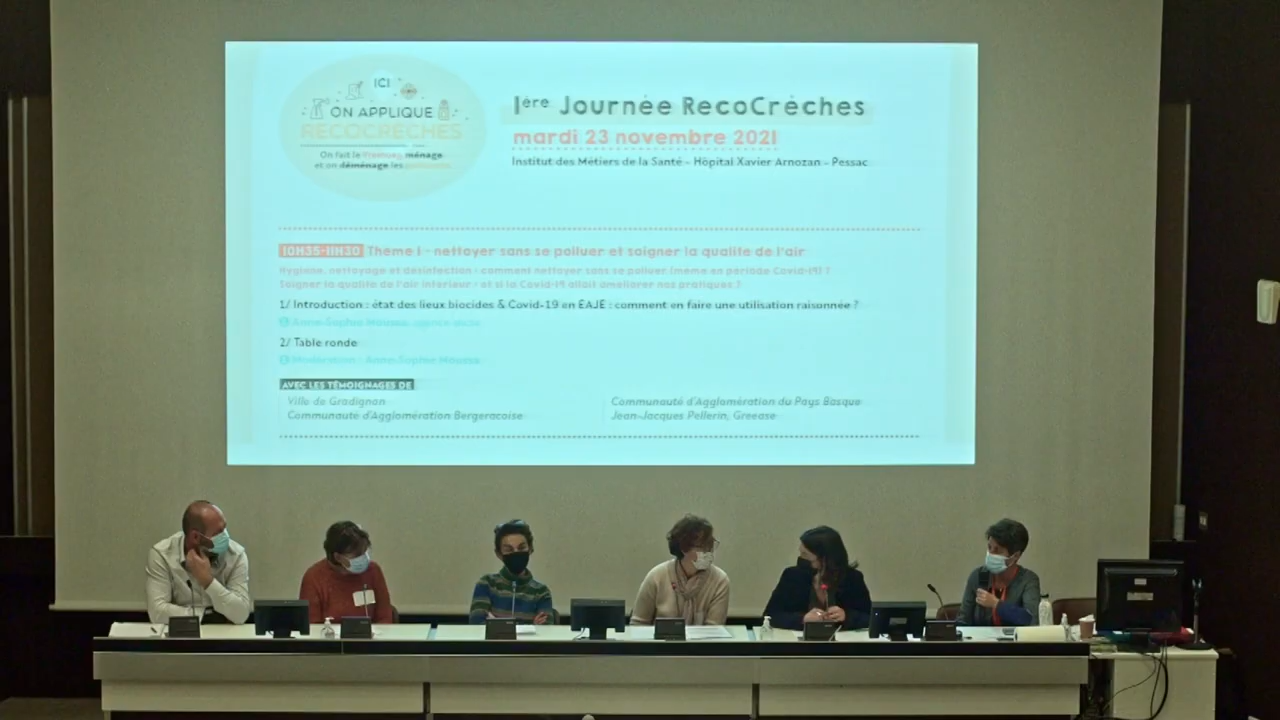 ICI
ON APPLIQUE
RECOCRÈCHES
On fait le ménage
et on déménage les
1ère Journée RecoCrèches
mardi 23 novembre 2021
Institut des Métiers de la Santé - Hôpital Xavier Arnozan - Pessac
10H35-11H30 Thème 1 - nettoyer sans se polluer et soigner la qualité de l'air
Hygiène, nettoyage et désinfection : comment nettoyer sans se polluer (même en période Covid-19) ?
Soigner la qualité de l'air intérieur : et si la Covid-19 allait améliorer nos pratiques ?
1/ Introduction : état des lieux biocides & Covid-19 en EAJE : comment en faire une utilisation raisonnée ?
Anne-Sophie Moussa, agence
2/ Table ronde
Modération : Anne-Sophie Moussa
AVEC LES TÉMOIGNAGES DE
Ville de Gradignan
Communauté d'Agglomération Bergeracoise
Communauté d'Agglomération du Pays Basque
Jean-Jacques Pellerin, Greease